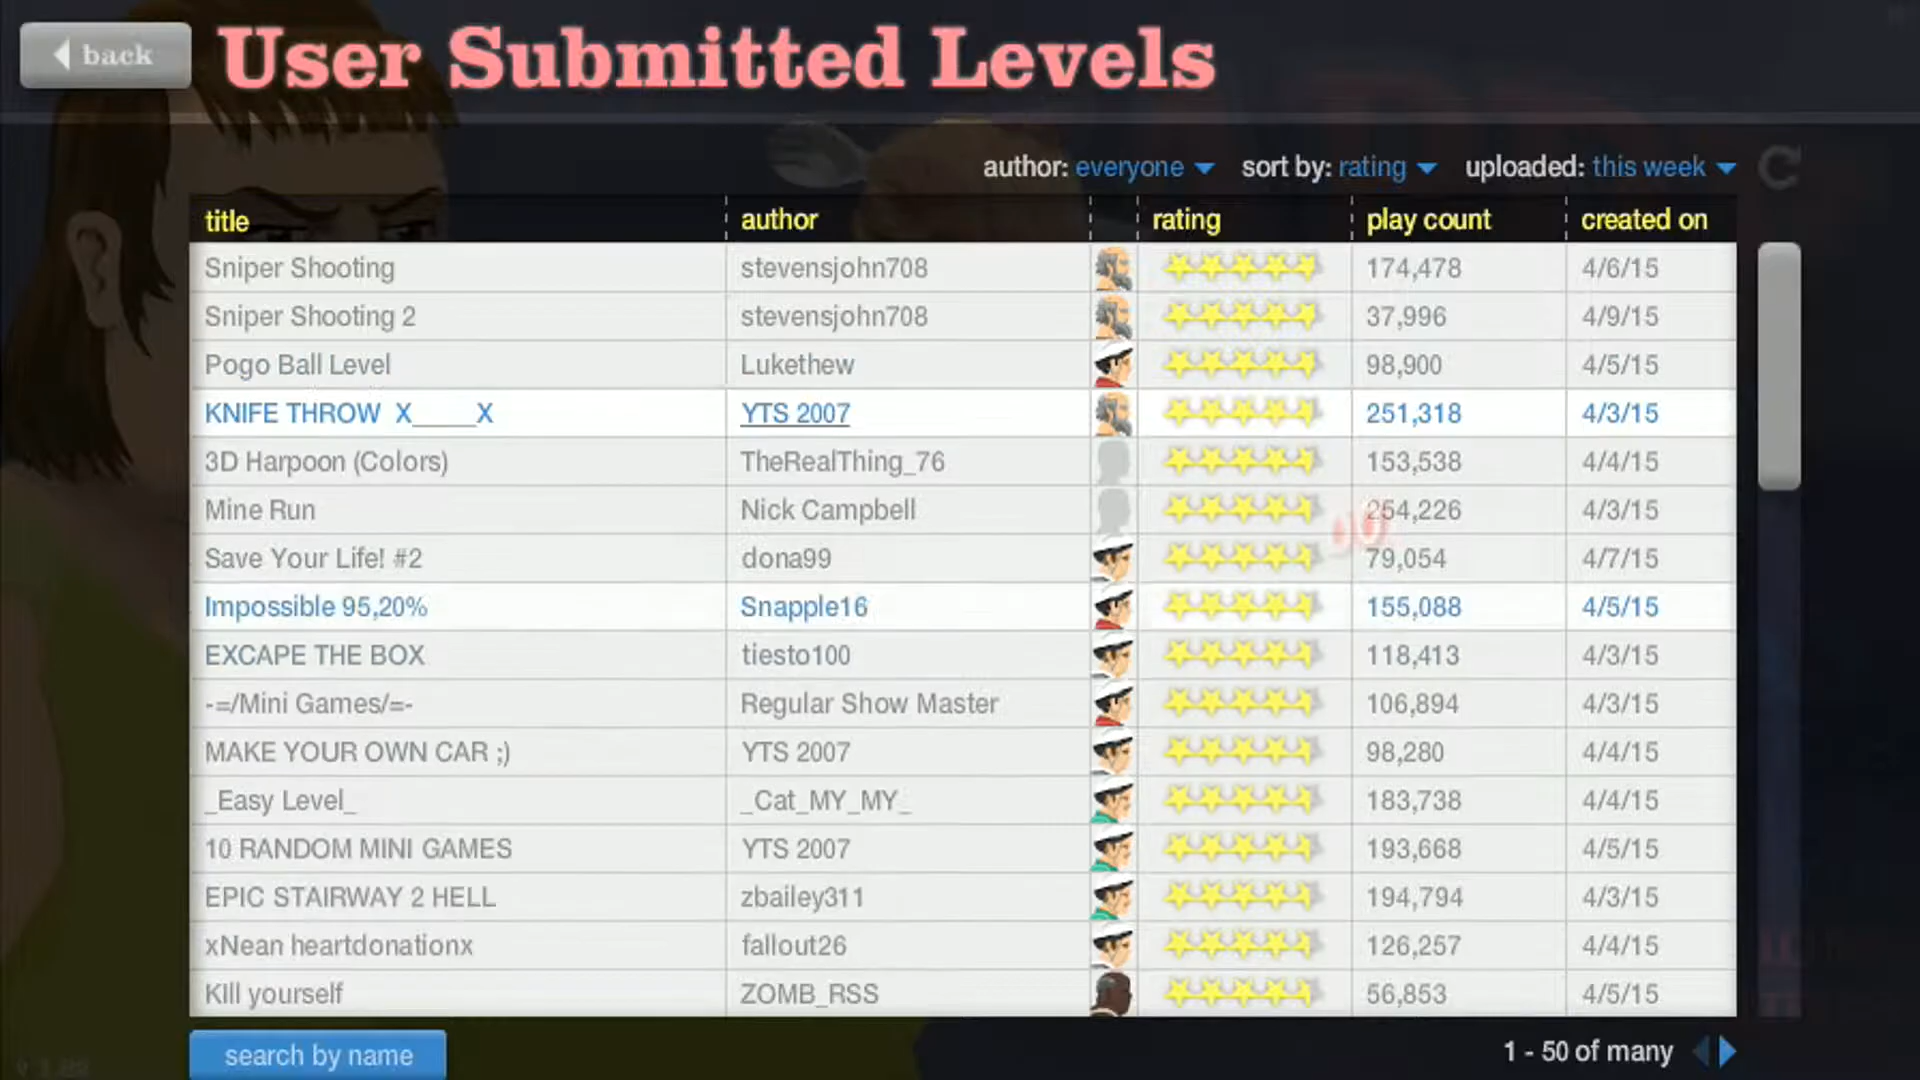 back
User Submitted Levels
author: everyone sort by: rating uploaded: this week
title author rating play count created on
Sniper Shooting stevensjohn708 174,478 4/6/15
Sniper Shooting 2 stevensjohn708 37,996 4/9/15
Pogo Ball Level Lukethew 98,900 4/5/15
KNIFE THROW X____X YTS 2007 251,318 4/3/15
3D Harpoon (Colors) TheRealThing_76 153,538 4/4/15
Mine Run Nick Campbell 254,226 4/3/15
Save Your Life! #2 dona99 79,054 4/7/15
Impossible 95,20% Snapple16 155,088 4/5/15
EXCAPE THE BOX tiesto100 118,413 4/3/15
-=/Mini Games/=- Regular Show Master 106,894 4/3/15
MAKE YOUR OWN CAR ;) YTS 2007 98,280 4/4/15
_Easy Level_ _Cat_MY_MY_ 183,738 4/4/15
10 RANDOM MINI GAMES YTS 2007 193,668 4/5/15
EPIC STAIRWAY 2 HELL zbailey311 194,794 4/3/15
xNean heartdonationx fallout26 126,257 4/4/15
KIll yourself ZOMB_RSS 56,853 4/5/15
search by name 1 - 50 of many